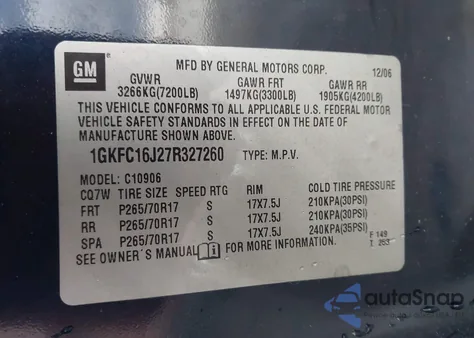 GM
MFD BY GENERAL MOTORS CORP. 12/06
GVWR GAWR FRT GAWR RR
3266KG(7200LB) 1497KG(3300LB) 1905KG(4200LB)
THIS VEHICLE CONFORMS TO ALL APPLICABLE U.S. FEDERAL MOTOR
VEHICLE SAFETY STANDARDS IN EFFECT ON THE DATE OF
MANUFACTURE SHOWN ABOVE.
1GKFC16J27R327260 TYPE: M.P.V.
MODEL: C10906
CQ7W TIRE SIZE SPEED RTG RIM COLD TIRE PRESSURE
FRT P265/70R17 S 17X7.5J 210KPA(30PSI)
RR P265/70R17 S 17X7.5J 210KPA(30PSI)
SPA P265/70R17 S 17X7.5J 240KPA(35PSI)
SEE OWNER'S MANUAL FOR MORE INFORMATION
F 149
T 253
autoSnap